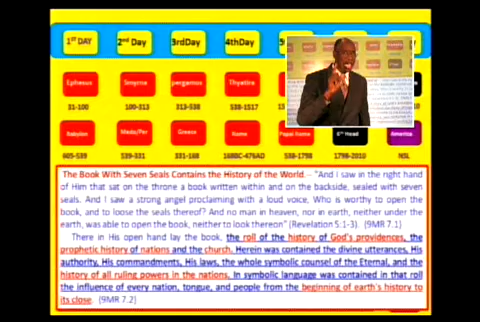 1ST DAY 2nd Day 3rdDay 4thDay
Ephesus Smyrna pergamos Thyatira
31-100 100-313 313-538 538-1517
Babylon Medo/Per Greece Rome Papal Rome 6TH Head America
605-539 539-331 331-168 168BC-476AD 538-1798 1798-2010 NSL
The Book With Seven Seals Contains the History of the World. – "And I saw in the right hand
of Him that sat on the throne a book written within and on the backside, sealed with seven
seals. And I saw a strong angel proclaiming with a loud voice, Who is worthy to open the
book, and to loose the seals thereof? And no man in heaven, nor in earth, neither under the
earth, was able to open the book, neither to look thereon" (Revelation 5:1-3). {9MR 7.1}
There in His open hand lay the book, the roll of the history of God's providences, the
prophetic history of nations and the church. Herein was contained the divine utterances, His
authority, His commandments, His laws, the whole symbolic counsel of the Eternal, and the
history of all ruling powers in the nations. In symbolic language was contained in that roll
the influence of every nation, tongue, and people from the beginning of earth's history to
its close. {9MR 7.2}